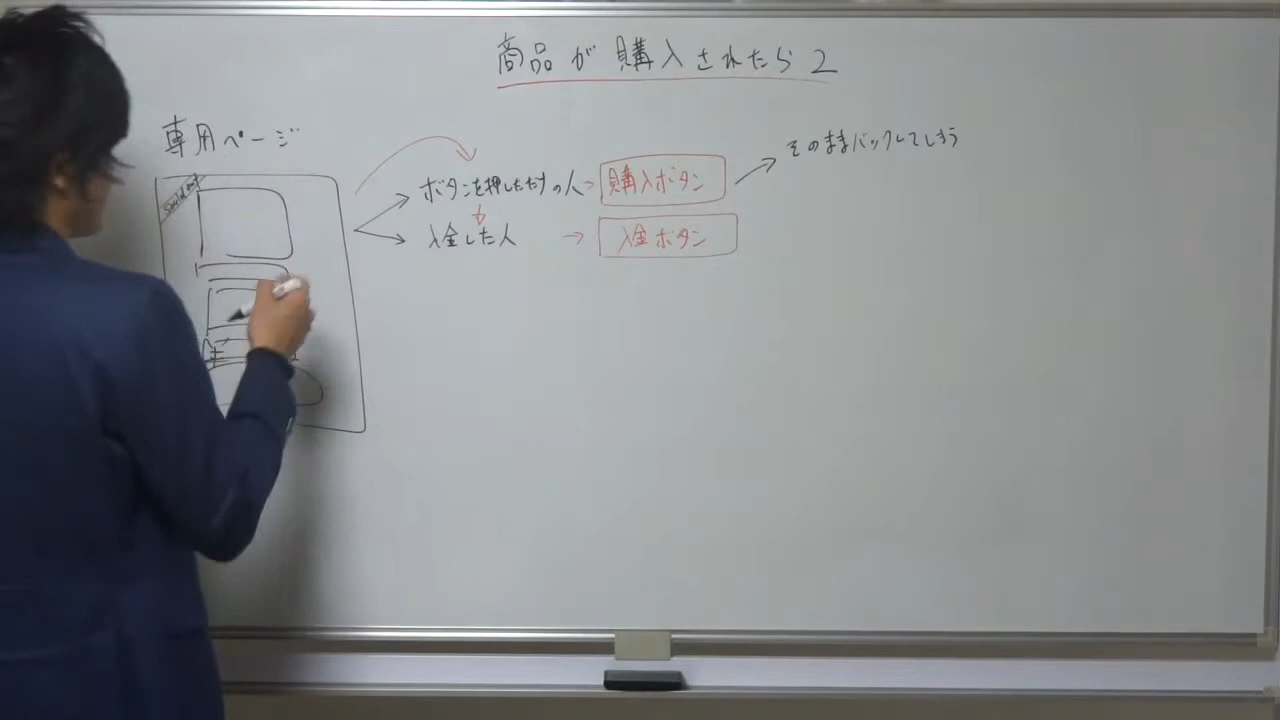 商品が購入されたら2
専用ページ
Sold out
そのままバックしてしまう
ボタンを押しただけの人→ 購入ボタン
入金した人 → 入金ボタン